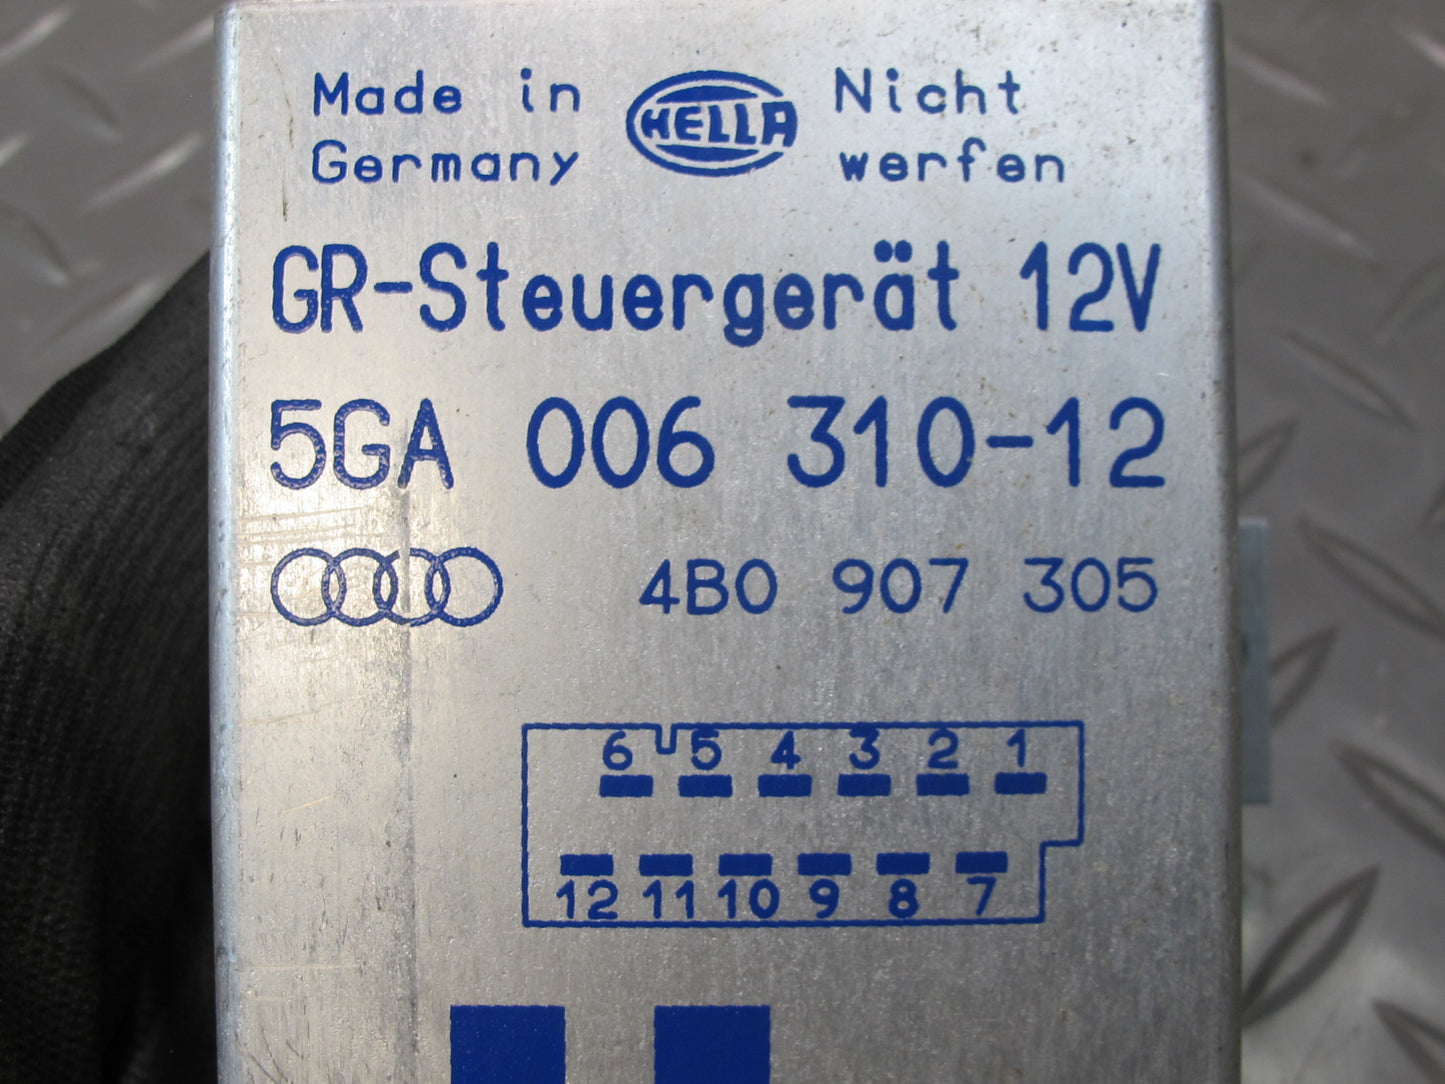 Made in HELLA Nicht
Germany werfen
GR-Steuergerät 12V
5GA 006 310-12
4B0 907 305
6 5 4 3 2 1
12 11 10 9 8 7